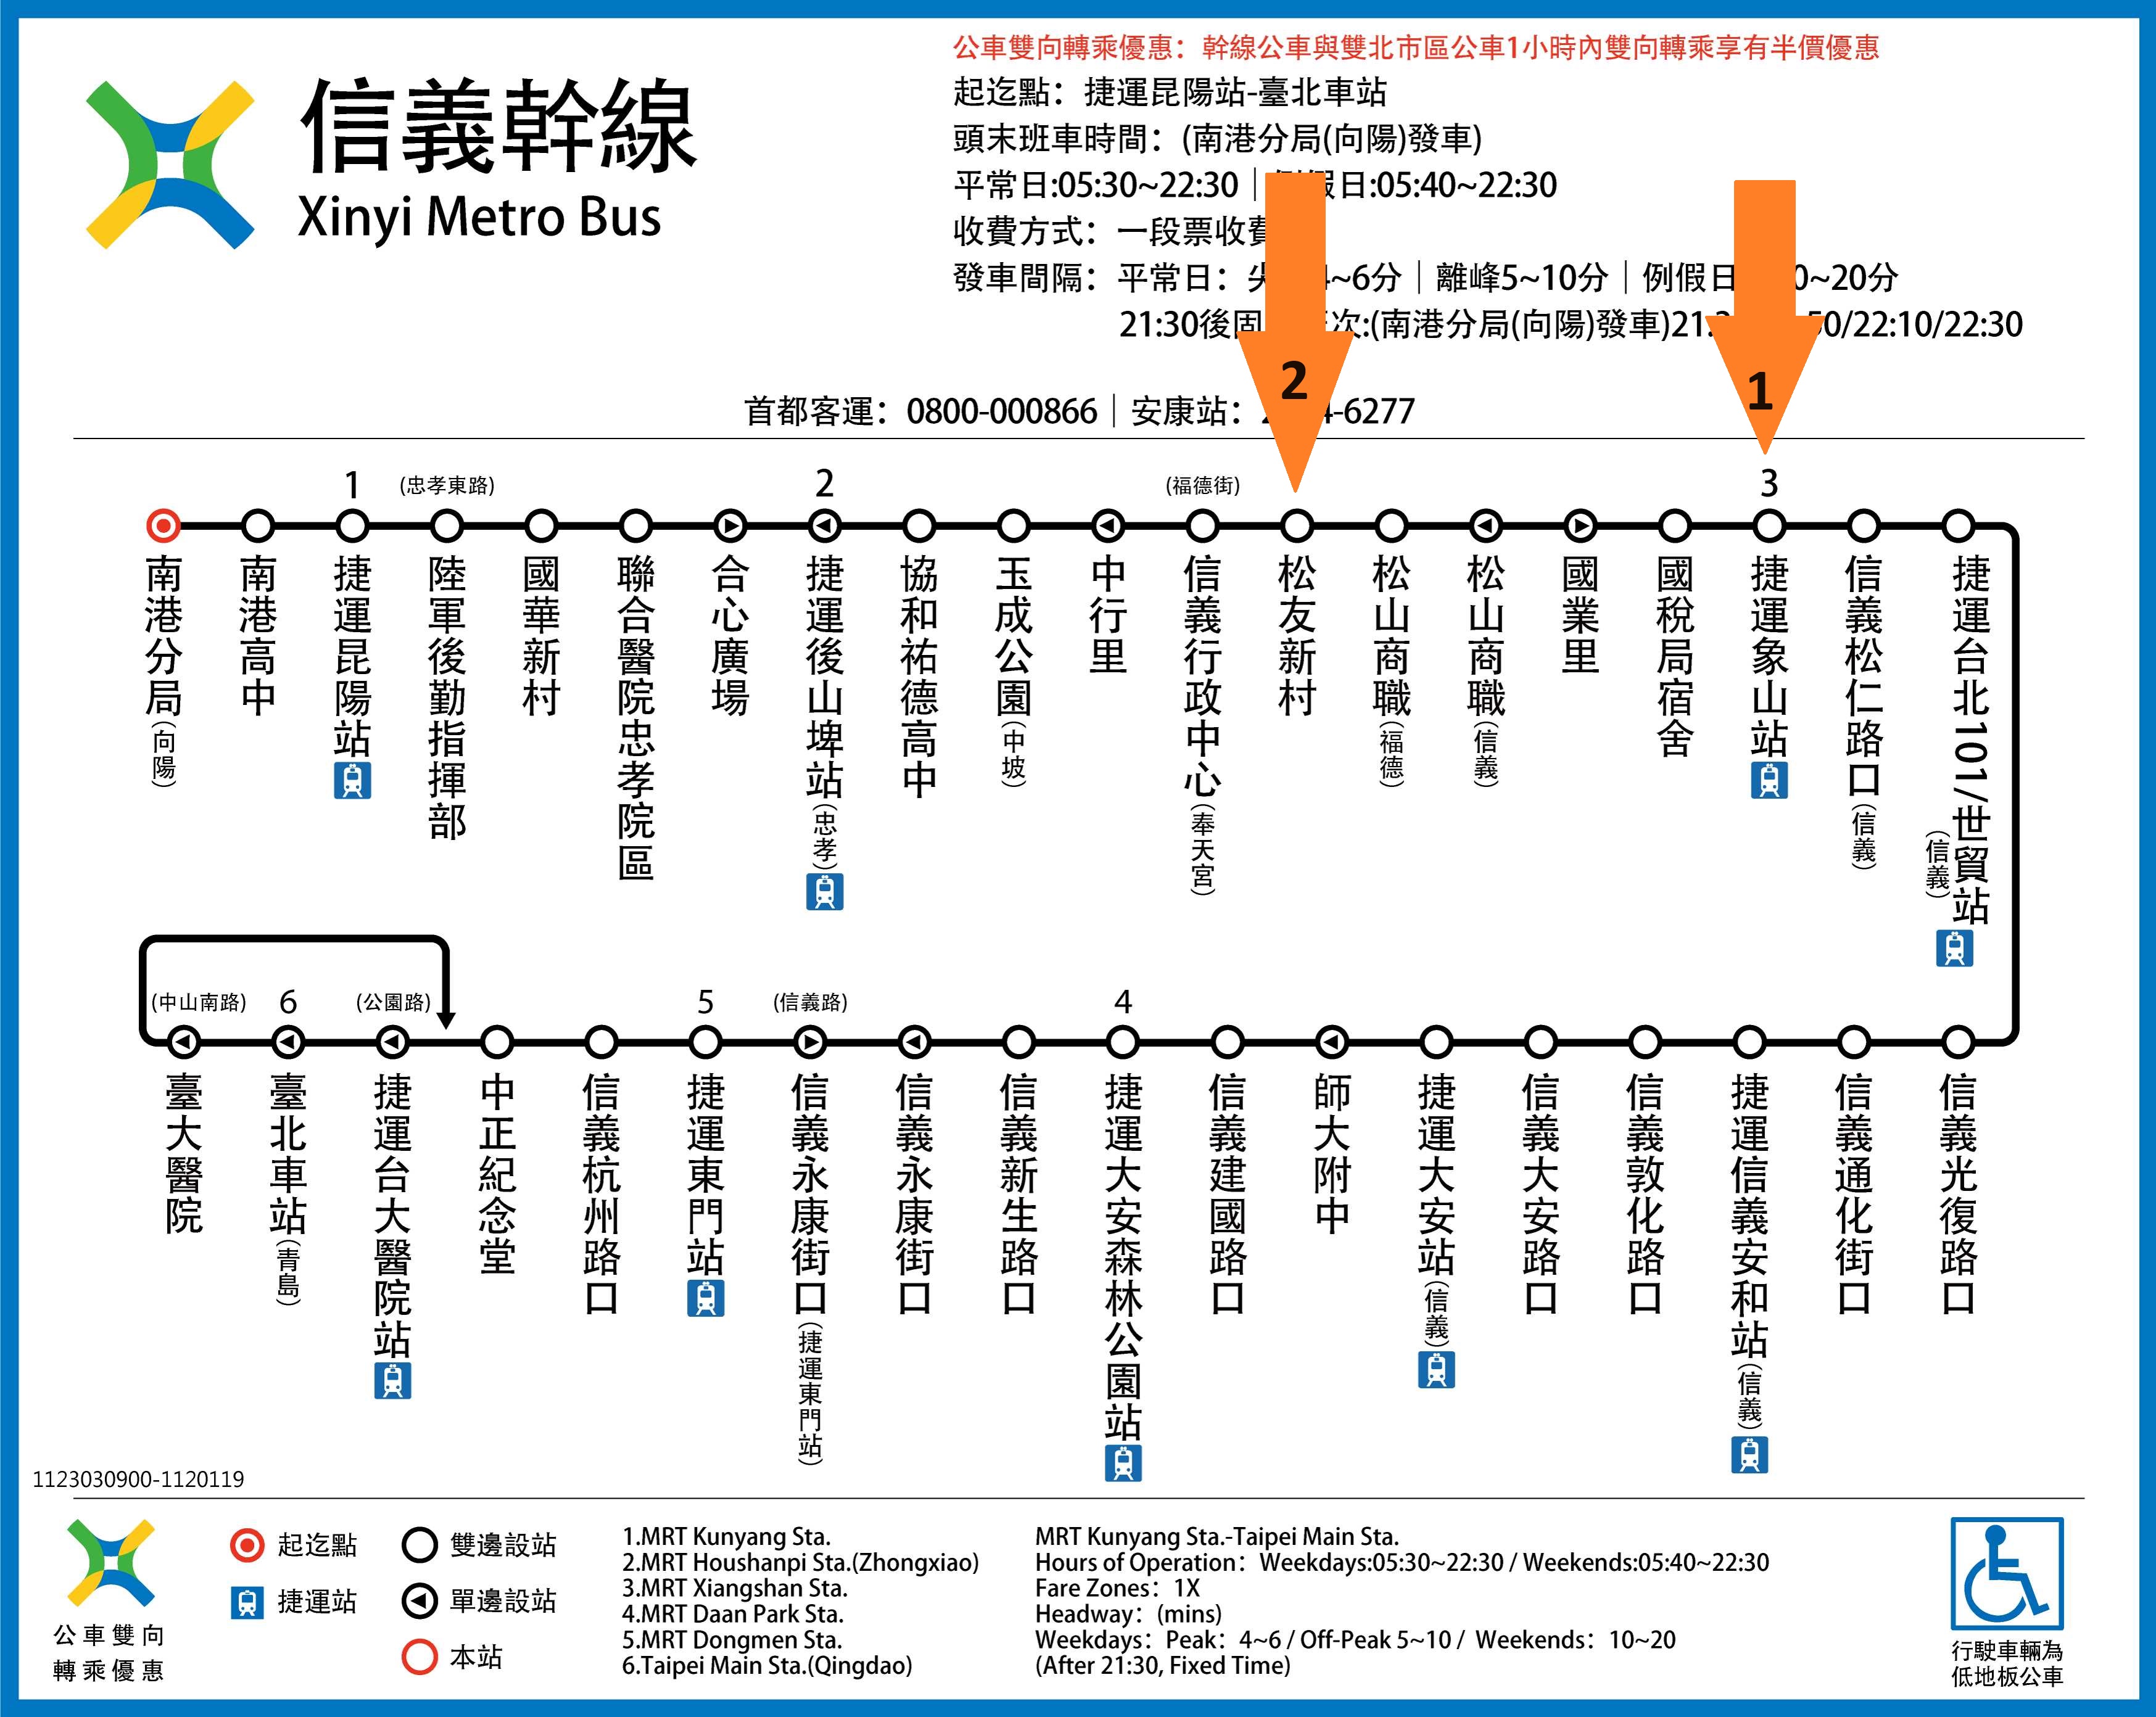 信義幹線
Xinyi Metro Bus
公車雙向轉乘優惠：幹線公車與雙北市區公車1小時內雙向轉乘享有半價優惠
起迄點：捷運昆陽站-臺北車站
頭末班車時間：(南港分局(向陽)發車)
平常日:05:30~22:30｜假日:05:40~22:30
收費方式：一段票收費
發車間隔：平常日：~6分｜離峰5~10分｜例假日 0~20分
21:30後 次:(南港分局(向陽)發車)21: 0/22:10/22:30
首都客運：0800-000866｜安康站： -6277
2
1
1
(忠孝東路)
2
(福德街)
3
南港分局(向陽)
南港高中
捷運昆陽站
陸軍後勤指揮部
國華新村
聯合醫院忠孝院區
合心廣場
捷運後山埤站(忠孝)
協和祐德高中
玉成公園(中坡)
中行里
信義行政中心(奉天宮)
松友新村
松山商職(福德)
松山商職(信義)
國業里
國稅局宿舍
捷運象山站
信義松仁路口(信義)
捷運台北101/世貿站(信義)
(中山南路)
6
(公園路)
5
(信義路)
4
臺大醫院
臺北車站(青島)
捷運台大醫院站
中正紀念堂
信義杭州路口
捷運東門站
信義永康街口(捷運東門站)
信義永康街口
信義新生路口
捷運大安森林公園站
信義建國路口
師大附中
捷運大安站(信義)
信義大安路口
信義敦化路口
捷運信義安和站(信義)
信義通化街口
信義光復路口
1123030900-1120119
公車雙向
轉乘優惠
起迄點
捷運站
雙邊設站
單邊設站
本站
1.MRT Kunyang Sta.
2.MRT Houshanpi Sta.(Zhongxiao)
3.MRT Xiangshan Sta.
4.MRT Daan Park Sta.
5.MRT Dongmen Sta.
6.Taipei Main Sta.(Qingdao)
MRT Kunyang Sta.-Taipei Main Sta.
Hours of Operation：Weekdays:05:30~22:30 / Weekends:05:40~22:30
Fare Zones：1X
Headway：(mins)
Weekdays：Peak：4~6 / Off-Peak 5~10 / Weekends：10~20
(After 21:30, Fixed Time)
行駛車輛為
低地板公車